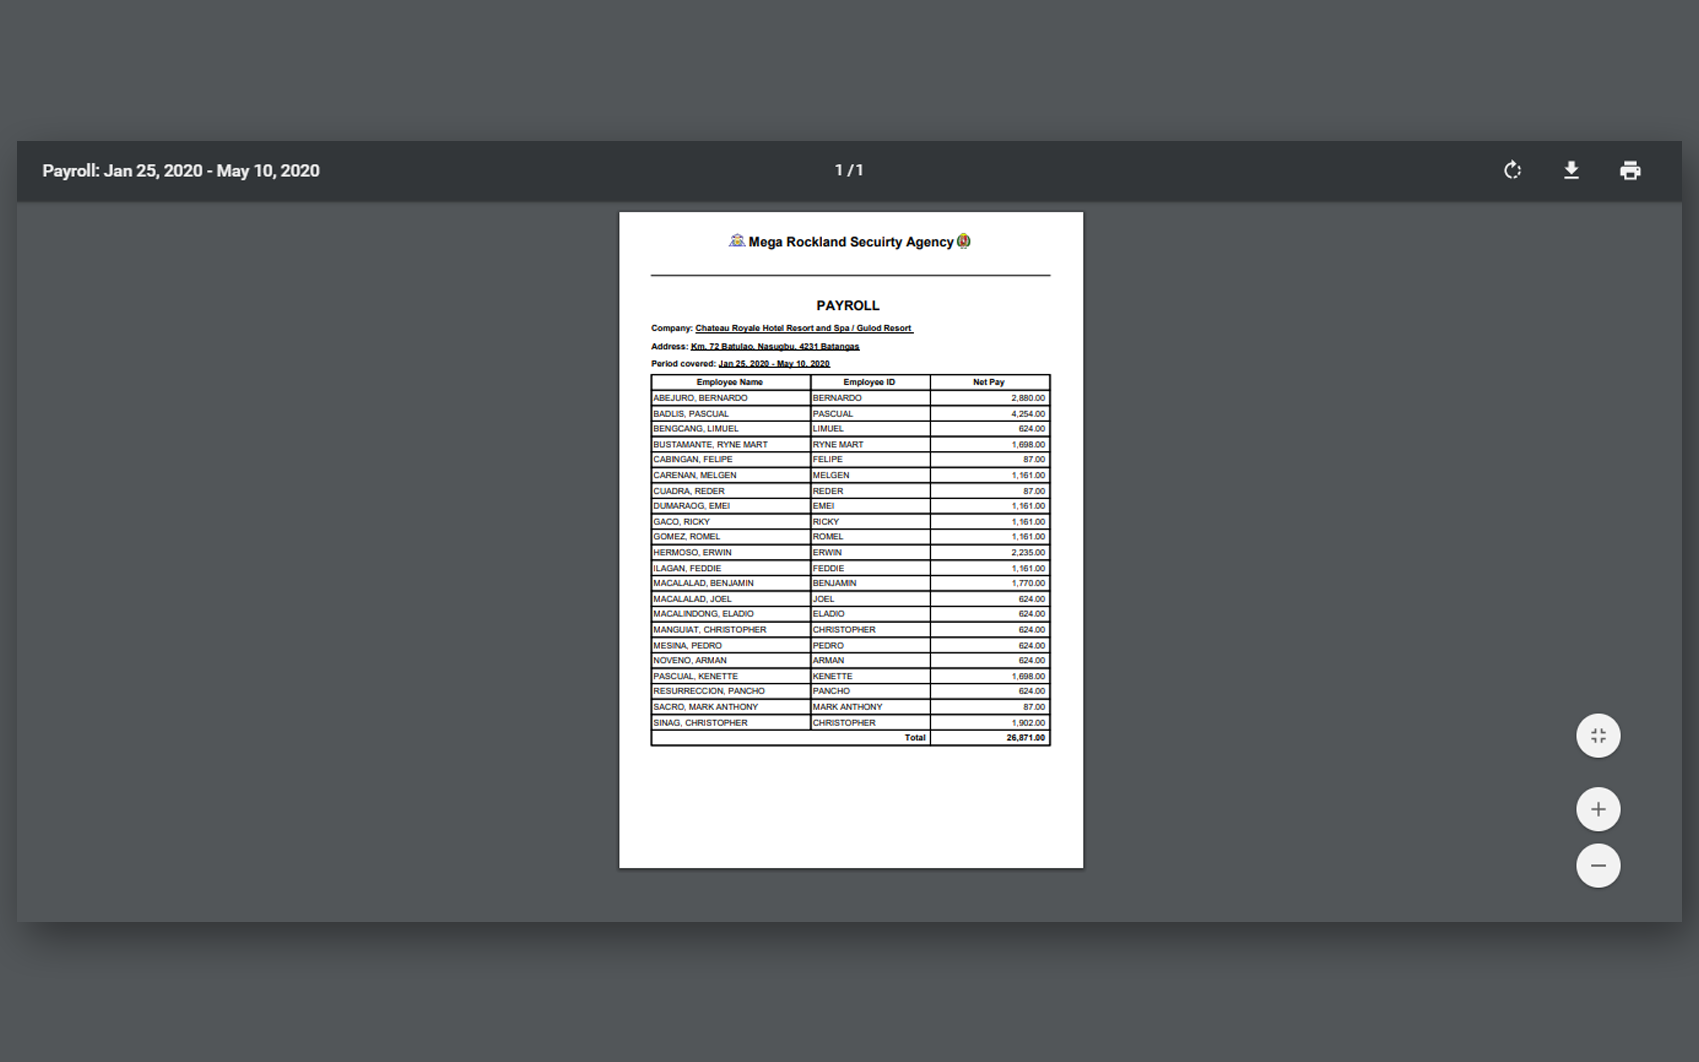 Payroll: Jan 25, 2020 - May 10, 2020
1 / 1
Mega Rockland Secuirty Agency
PAYROLL
Company: Chateau Royale Hotel Resort and Spa / Gulod Resort
Address: Km. 72 Batulao, Nasugbu, 4231 Batangas
Period covered: Jan 25, 2020 - May 10, 2020
Employee Name Employee ID Net Pay
ABEJURO, BERNARDO BERNARDO 2,880.00
BADLIS, PASCUAL PASCUAL 4,254.00
BENGCANG, LIMUEL LIMUEL 624.00
BUSTAMANTE, RYNE MART RYNE MART 1,698.00
CABINGAN, FELIPE FELIPE 87.00
CARENAN, MELGEN MELGEN 1,161.00
CUADRA, REDER REDER 87.00
DUMARAOG, EMEI EMEI 1,161.00
GACO, RICKY RICKY 1,161.00
GOMEZ, ROMEL ROMEL 1,161.00
HERMOSO, ERWIN ERWIN 2,235.00
ILAGAN, FEDDIE FEDDIE 1,161.00
MACALALAD, BENJAMIN BENJAMIN 1,770.00
MACALALAD, JOEL JOEL 624.00
MACALINDONG, ELADIO ELADIO 624.00
MANGUIAT, CHRISTOPHER CHRISTOPHER 624.00
MESINA, PEDRO PEDRO 624.00
NOVENO, ARMAN ARMAN 624.00
PASCUAL, KENETTE KENETTE 1,698.00
RESURRECCION, PANCHO PANCHO 624.00
SACRO, MARK ANTHONY MARK ANTHONY 87.00
SINAG, CHRISTOPHER CHRISTOPHER 1,902.00
Total 26,871.00